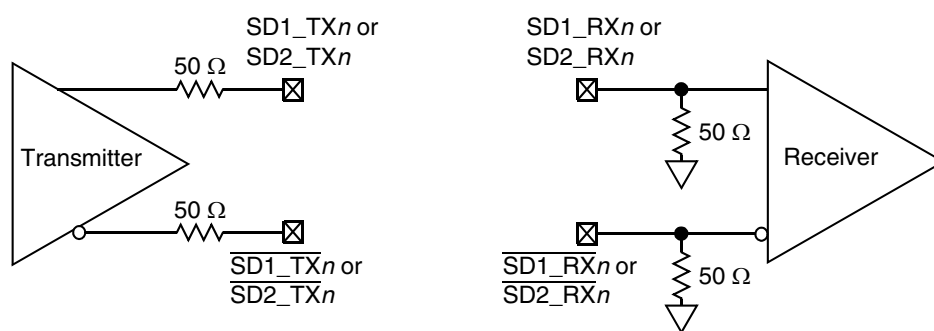 SD1_TXn or
SD2_TXn
50 Ω
Transmitter
50 Ω
SD1_TXn or
SD2_TXn
SD1_RXn or
SD2_RXn
50 Ω
Receiver
SD1_RXn or
SD2_RXn
50 Ω